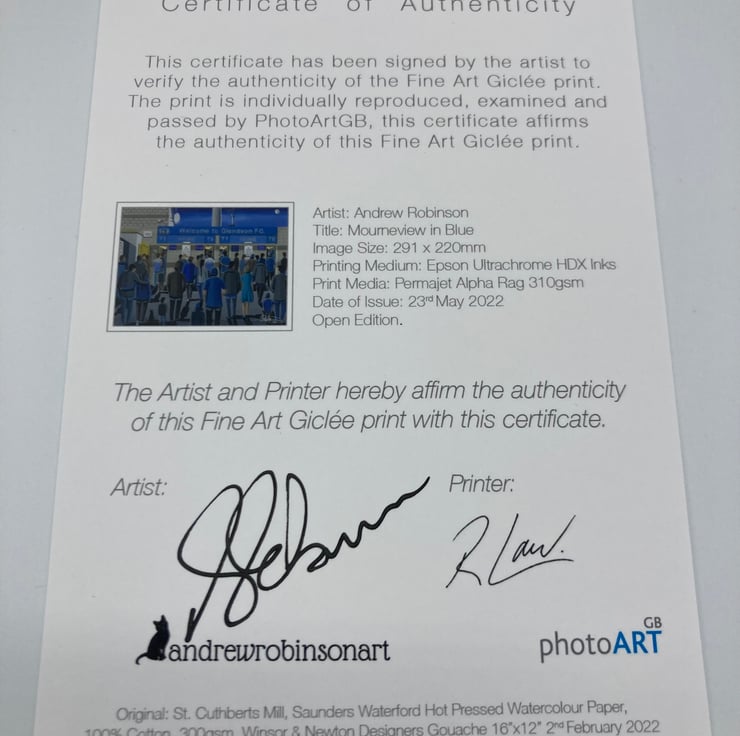 Certificate of Authenticity
This certificate has been signed by the artist to
verify the authenticity of the Fine Art Giclée print.
The print is individually reproduced, examined and
passed by PhotoArtGB, this certificate affirms
the authenticity of this Fine Art Giclée print.
Welcome to Glendoon F.C.
Artist: Andrew Robinson
Title: Mourneview in Blue
Image Size: 291 x 220mm
Printing Medium: Epson Ultrachrome HDX Inks
Print Media: Permajet Alpha Rag 310gsm
Date of Issue: 23rd May 2022
Open Edition.
The Artist and Printer hereby affirm the authenticity
of this Fine Art Giclée print with this certificate.
Artist:
Printer:
R Law.
andrewrobinsonart
photoARTGB
Original: St. Cuthberts Mill, Saunders Waterford Hot Pressed Watercolour Paper,
100% Cotton, 300gsm, Winsor & Newton Designers Gouache 16"x12" 2nd February 2022